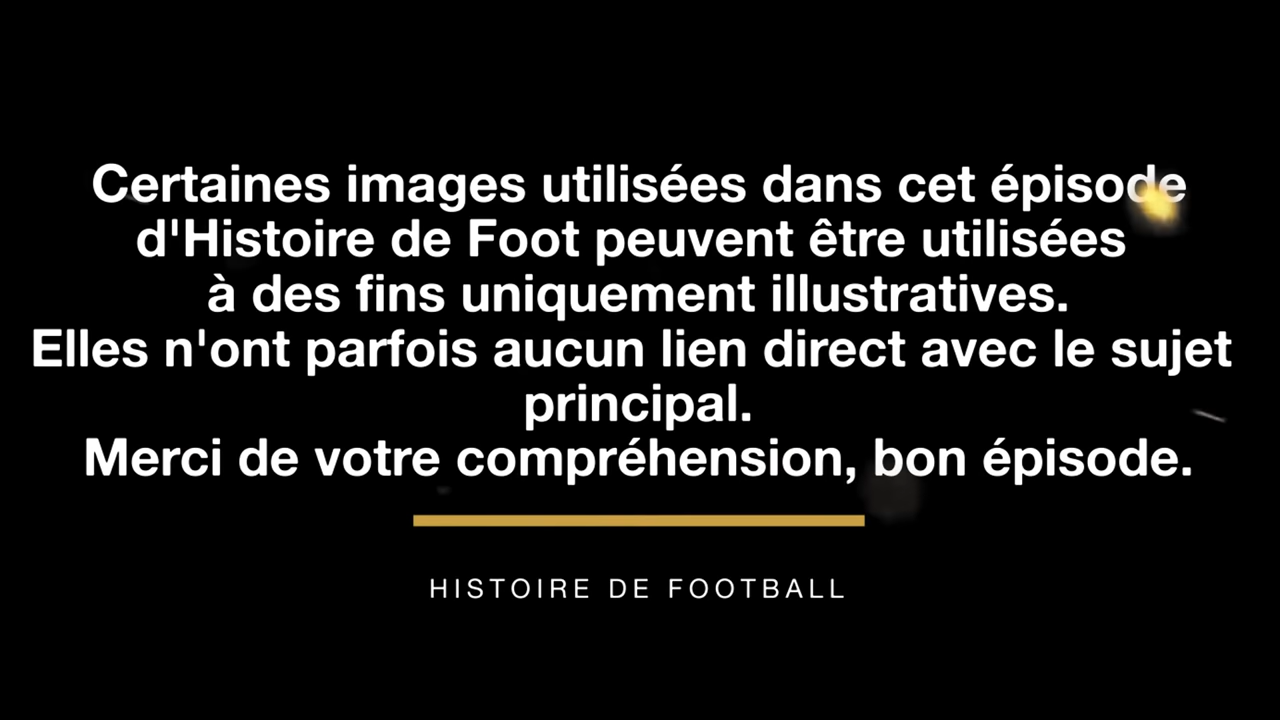 Certaines images utilisées dans cet épisode
d'Histoire de Foot peuvent être utilisées
à des fins uniquement illustratives.
Elles n'ont parfois aucun lien direct avec le sujet
principal.
Merci de votre compréhension, bon épisode.
HISTOIRE DE FOOTBALL